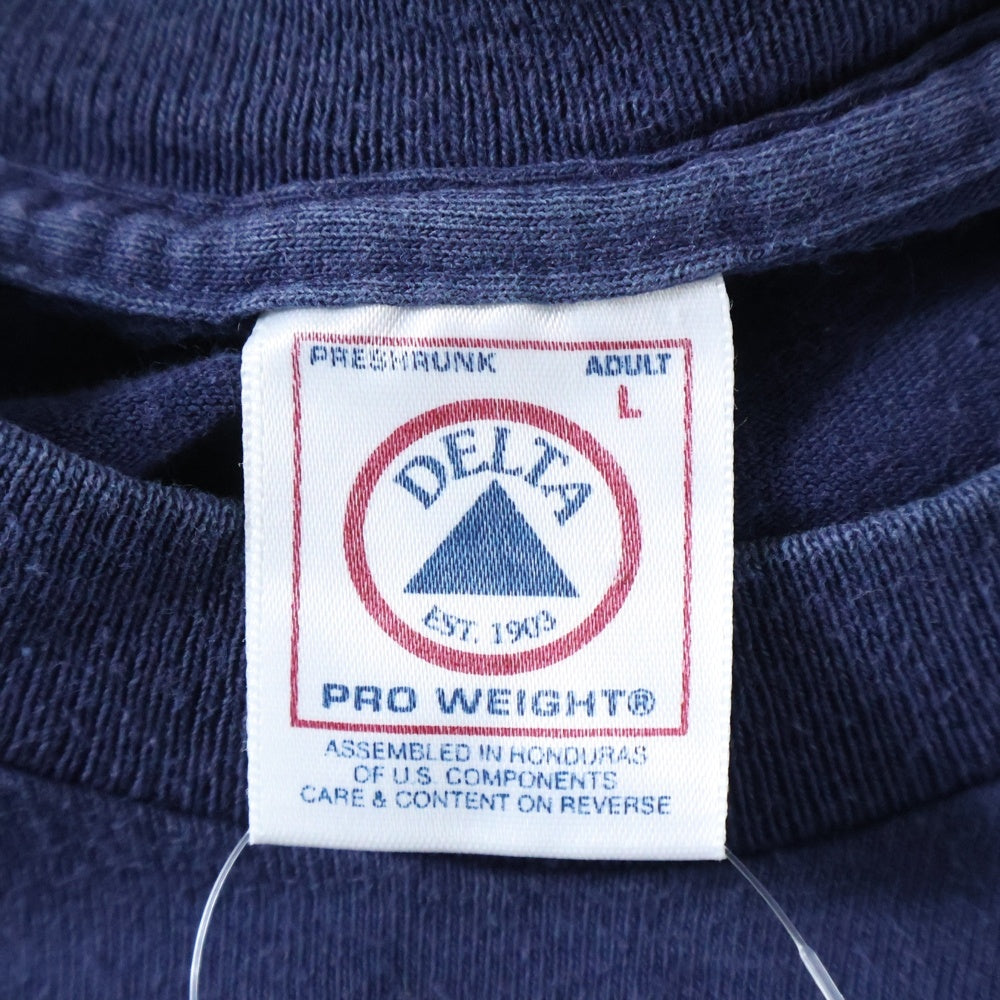 PRESHRUNK ADULT
L
DELTA
EST. 1903
PRO WEIGHT®
ASSEMBLED IN HONDURAS
OF U.S. COMPONENTS
CARE & CONTENT ON REVERSE